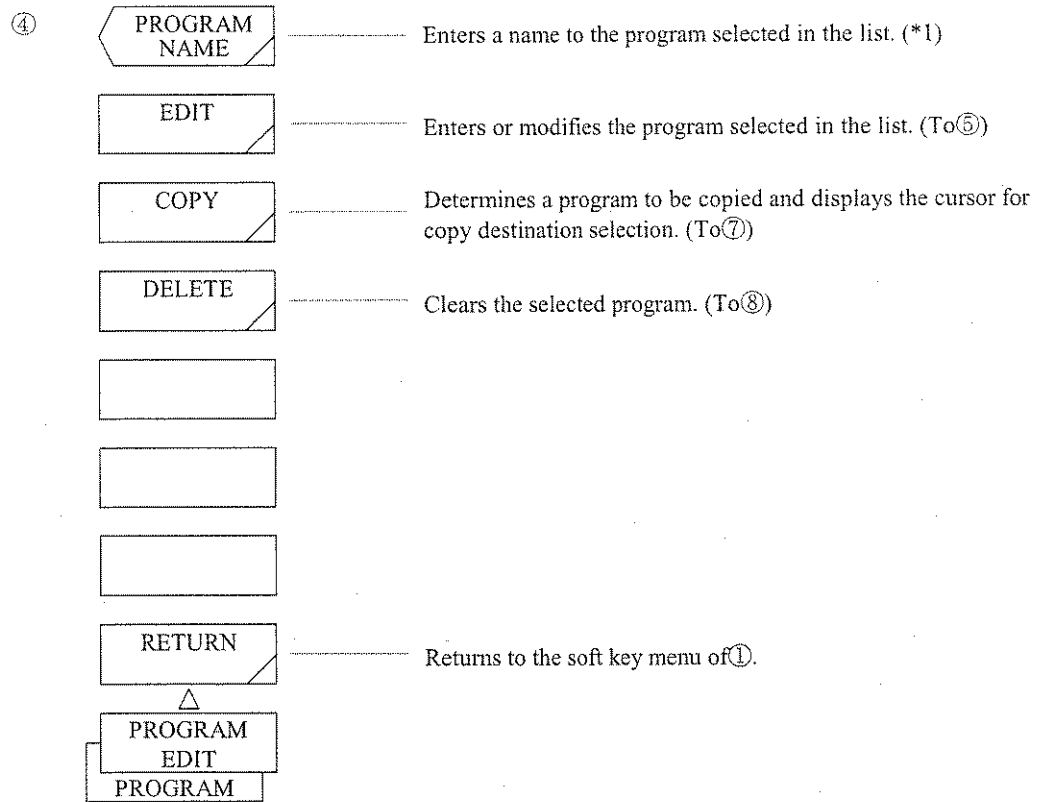 ④
PROGRAM
NAME
Enters a name to the program selected in the list. (*1)
EDIT
Enters or modifies the program selected in the list. (To⑤)
COPY
Determines a program to be copied and displays the cursor for
copy destination selection. (To⑦)
DELETE
Clears the selected program. (To⑧)
RETURN
Returns to the soft key menu of①.
PROGRAM
EDIT
PROGRAM